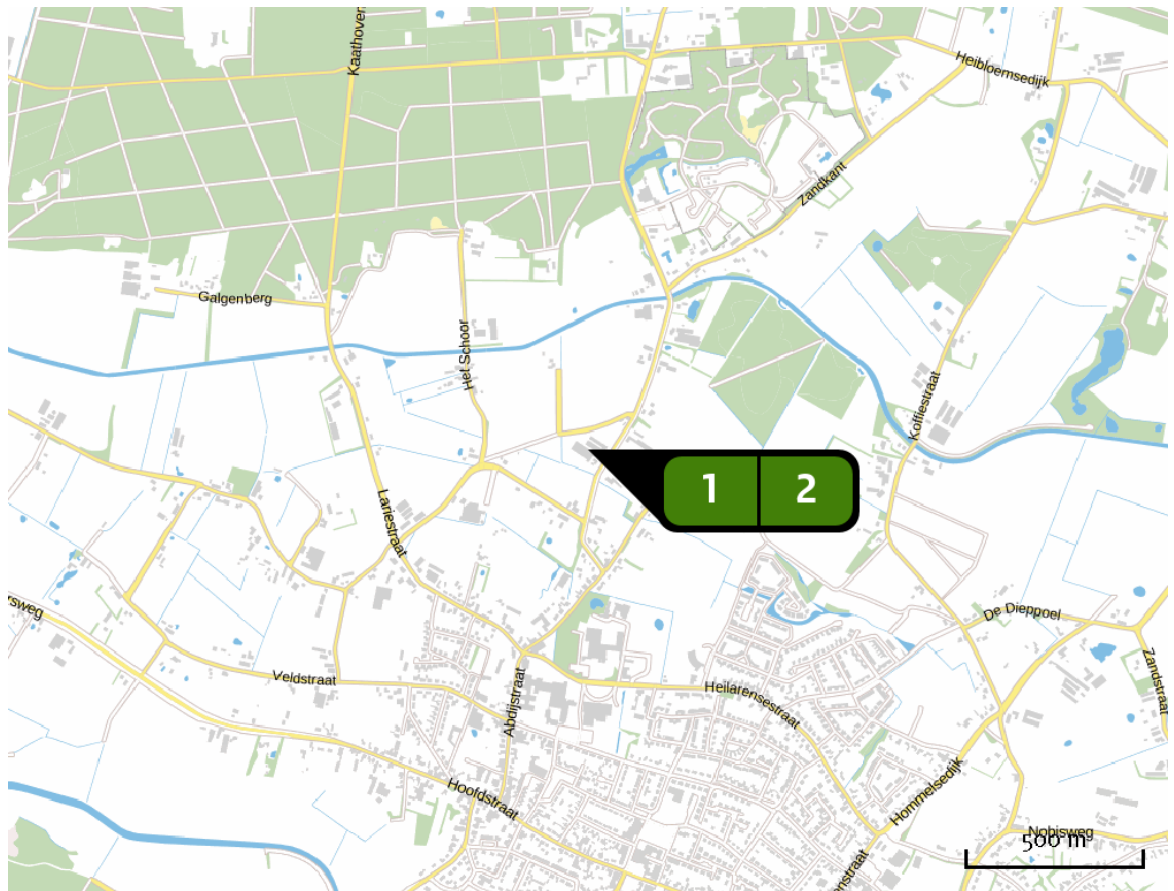 Kaathoven
Heibloemsedijk
Zandkant
Galgenberg
Het Schoor
Koffiestraat
1 2
Lariestraat
De Dieppoel
Zandstraat
Veldstraat
Heilarensestraat
Abdijstraat
Hommelsedijk
Hoofdstraat
Nobisweg
500 m